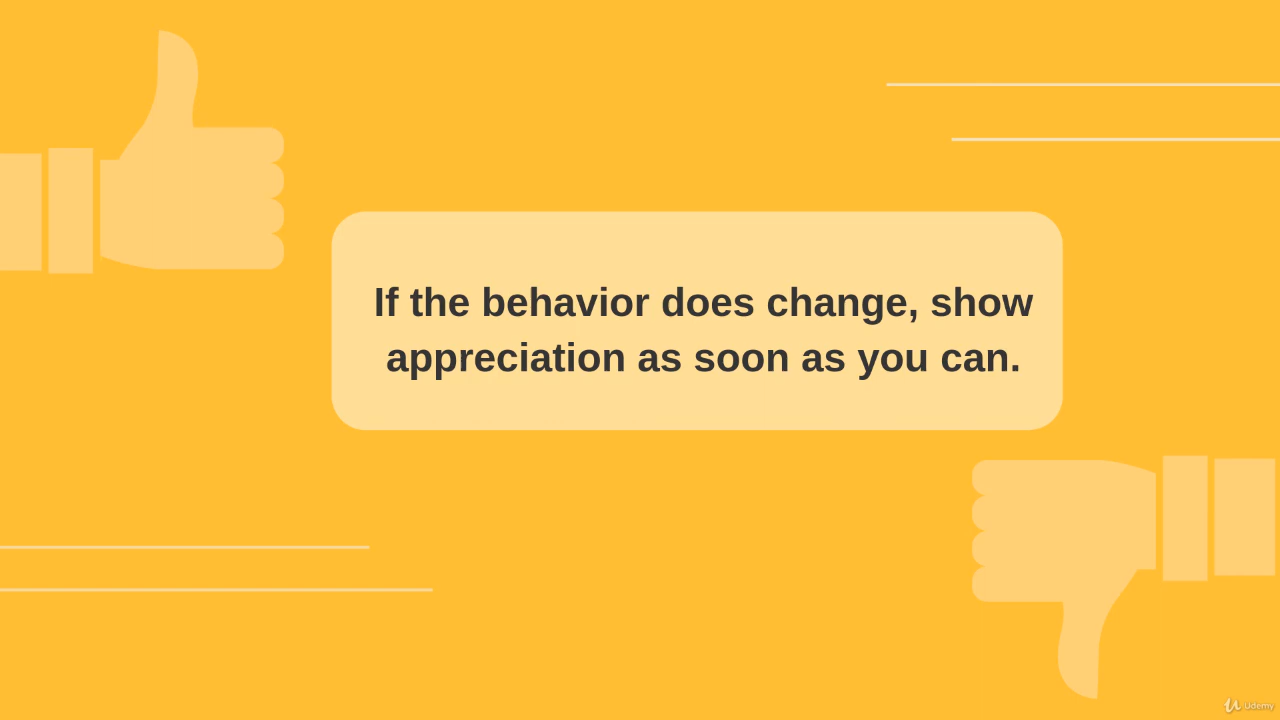 If the behavior does change, show
appreciation as soon as you can.
Udemy